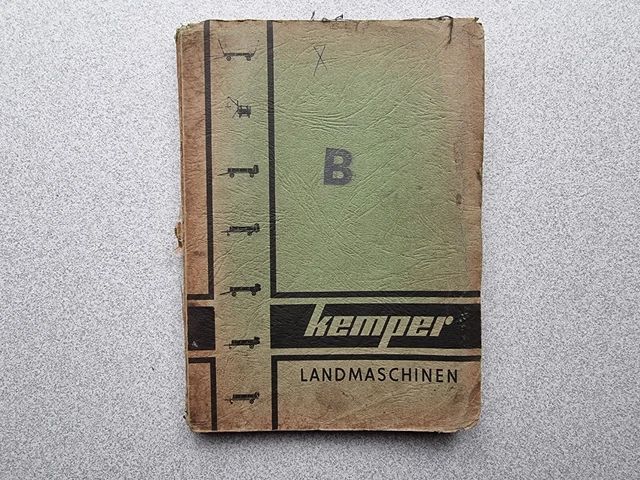 X
B
kemper
LANDMASCHINEN